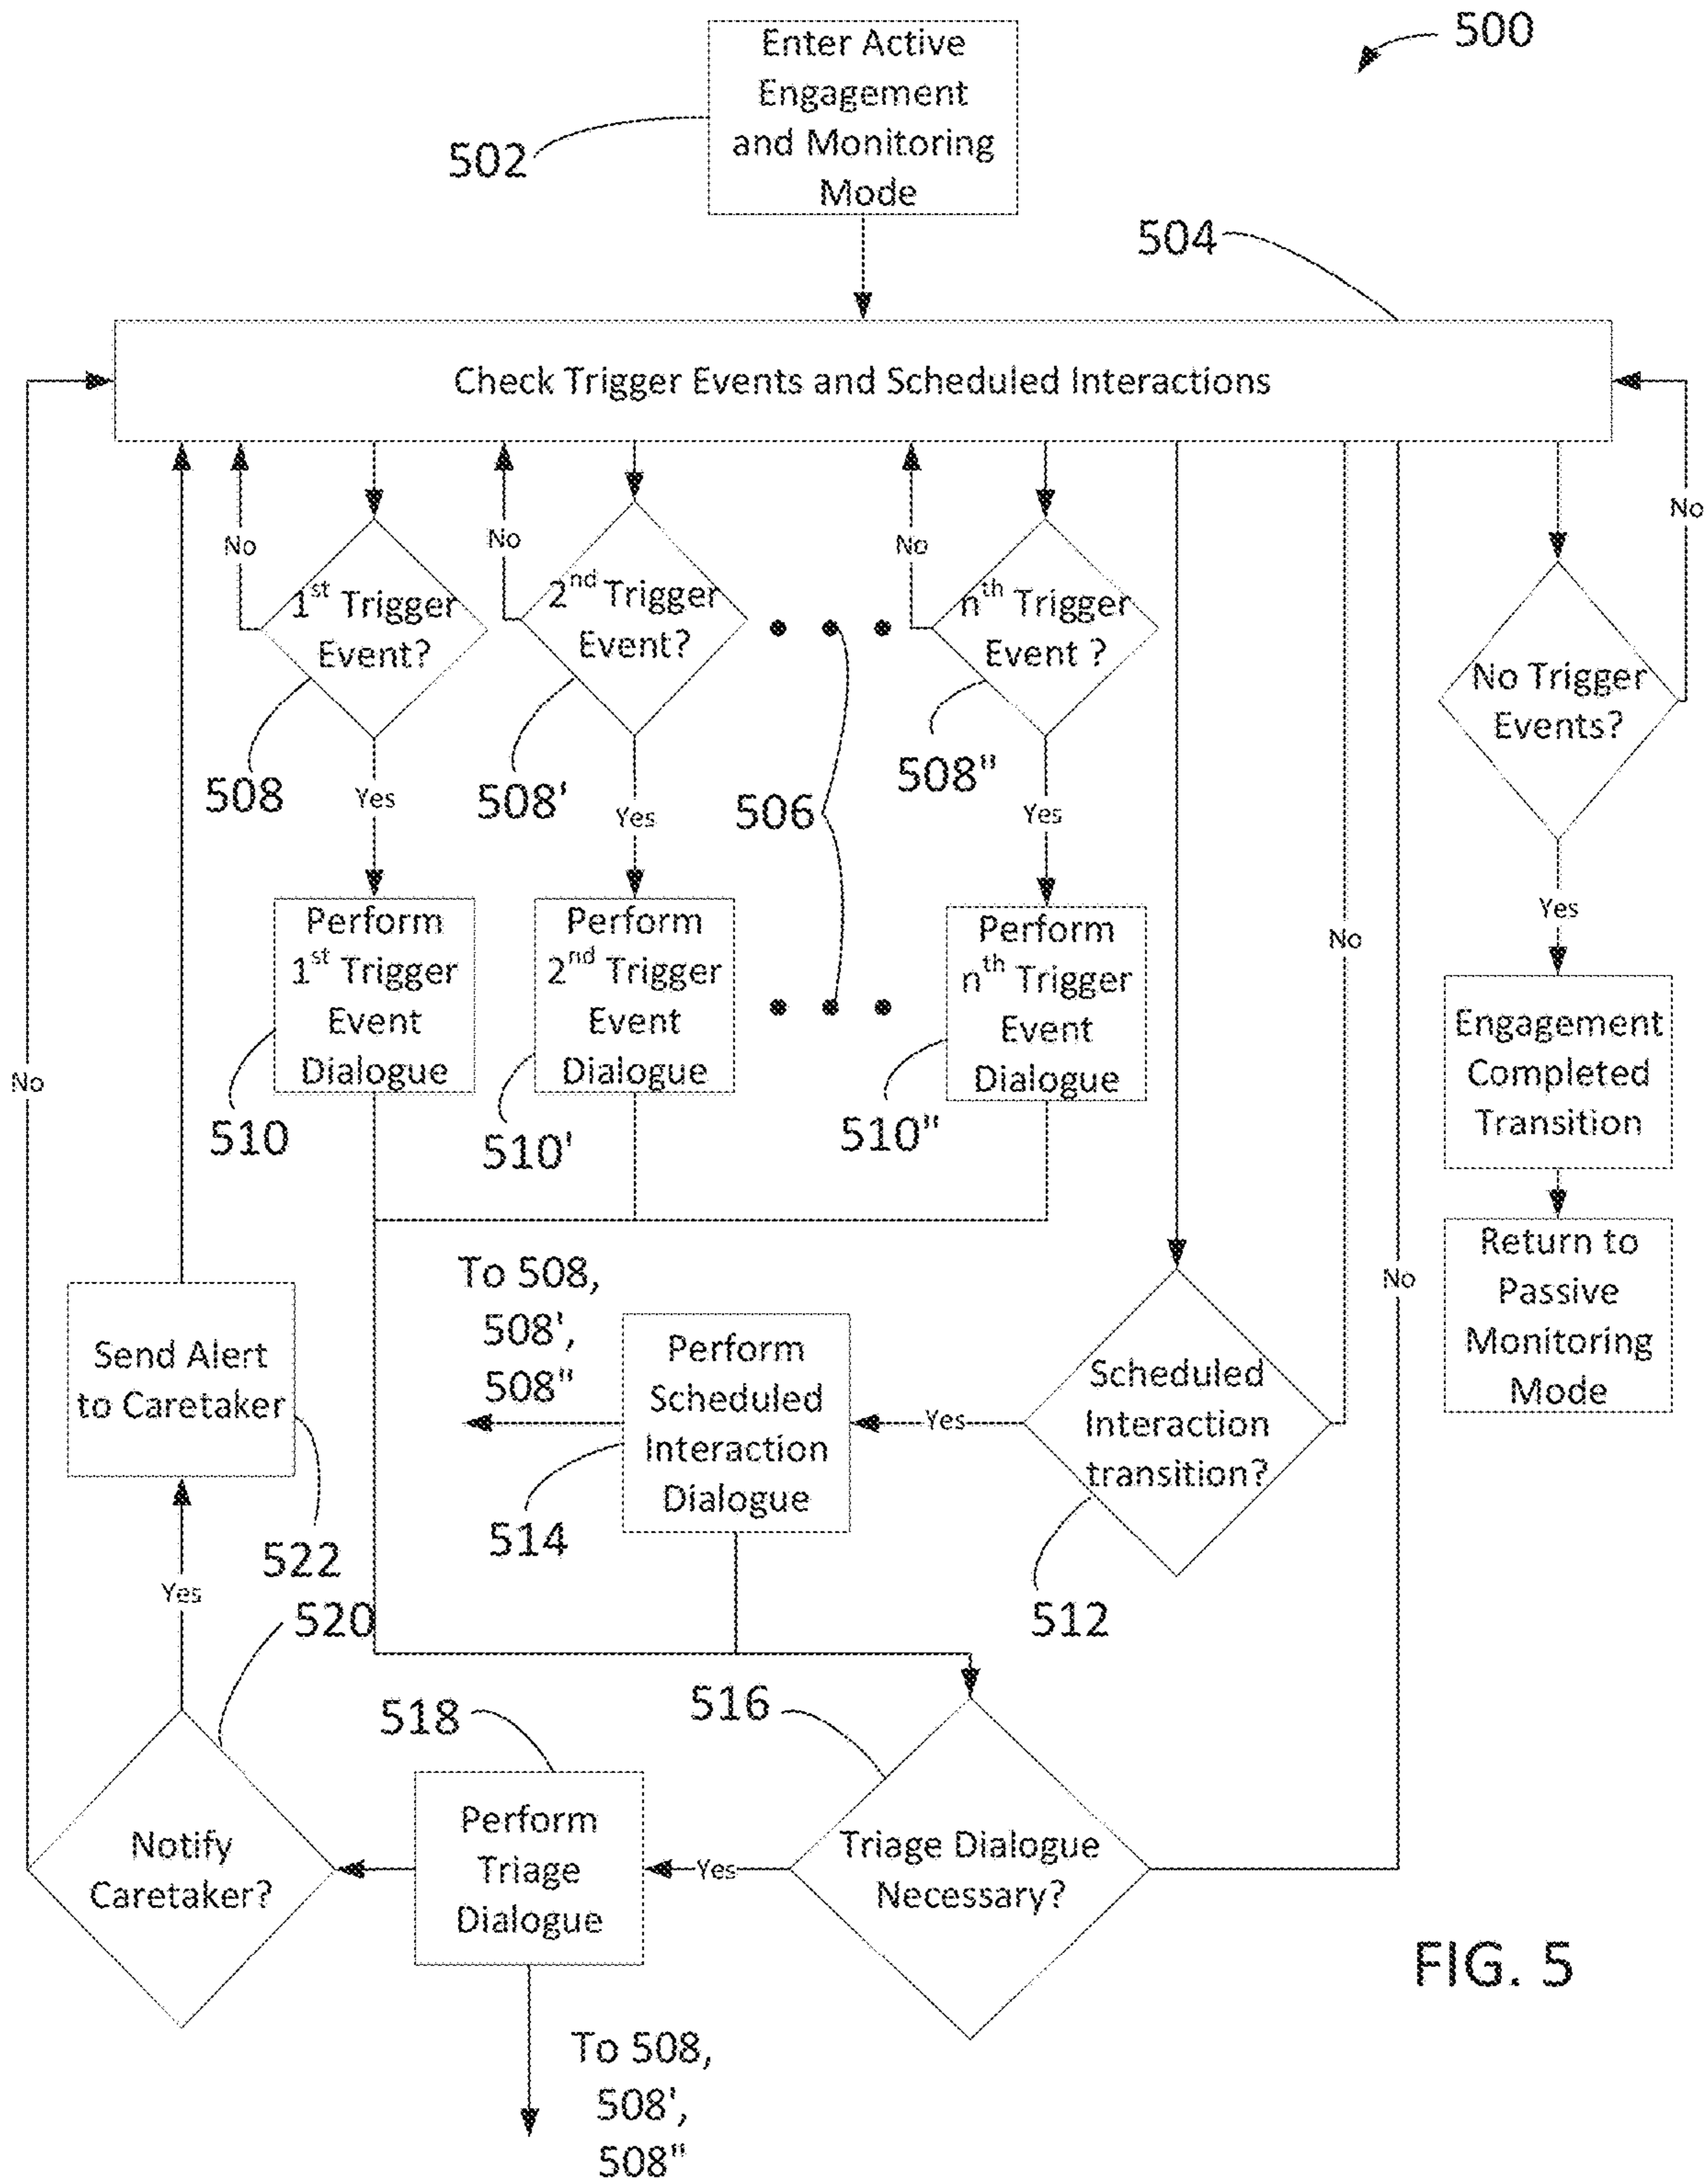 500
Enter Active
Engagement
and Monitoring
Mode
502
504
Check Trigger Events and Scheduled Interactions
No
No
No
No
1st Trigger
Event?
2nd Trigger
Event?
nth Trigger
Event ?
No Trigger
Events?
508
508'
506
508"
Yes
Yes
Yes
Yes
Perform
1st Trigger
Event
Dialogue
Perform
2nd Trigger
Event
Dialogue
Perform
nth Trigger
Event
Dialogue
No
Engagement
Completed
Transition
No
510
510'
510"
Return to
Passive
Monitoring
Mode
No
To 508,
508',
508"
Send Alert
to Caretaker
Perform
Scheduled
Interaction
Dialogue
Yes
Scheduled
Interaction
transition?
514
522
512
Yes
520
518
516
Notify
Caretaker?
Perform
Triage
Dialogue
Yes
Triage Dialogue
Necessary?
FIG. 5
To 508,
508',
508"